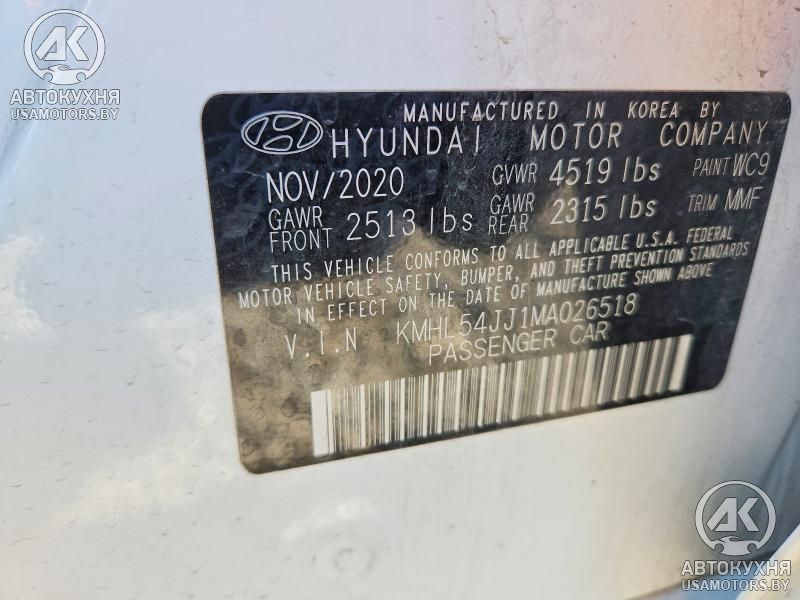 AK
АВТОКУХНЯ
USAMOTORS.BY
MANUFACTURED IN KOREA BY
HYUNDAI MOTOR COMPANY
NOV/2020 GVWR 4519 lbs PAINT WC9
GAWR FRONT 2513 lbs GAWR REAR 2315 lbs TRIM MMF
THIS VEHICLE CONFORMS TO ALL APPLICABLE U.S.A. FEDERAL
MOTOR VEHICLE SAFETY, BUMPER, AND THEFT PREVENTION STANDARDS
IN EFFECT ON THE DATE OF MANUFACTURE SHOWN ABOVE
V.I.N KMHL54JJ1MA026518
PASSENGER CAR
AK
АВТОКУХНЯ
USAMOTORS.BY